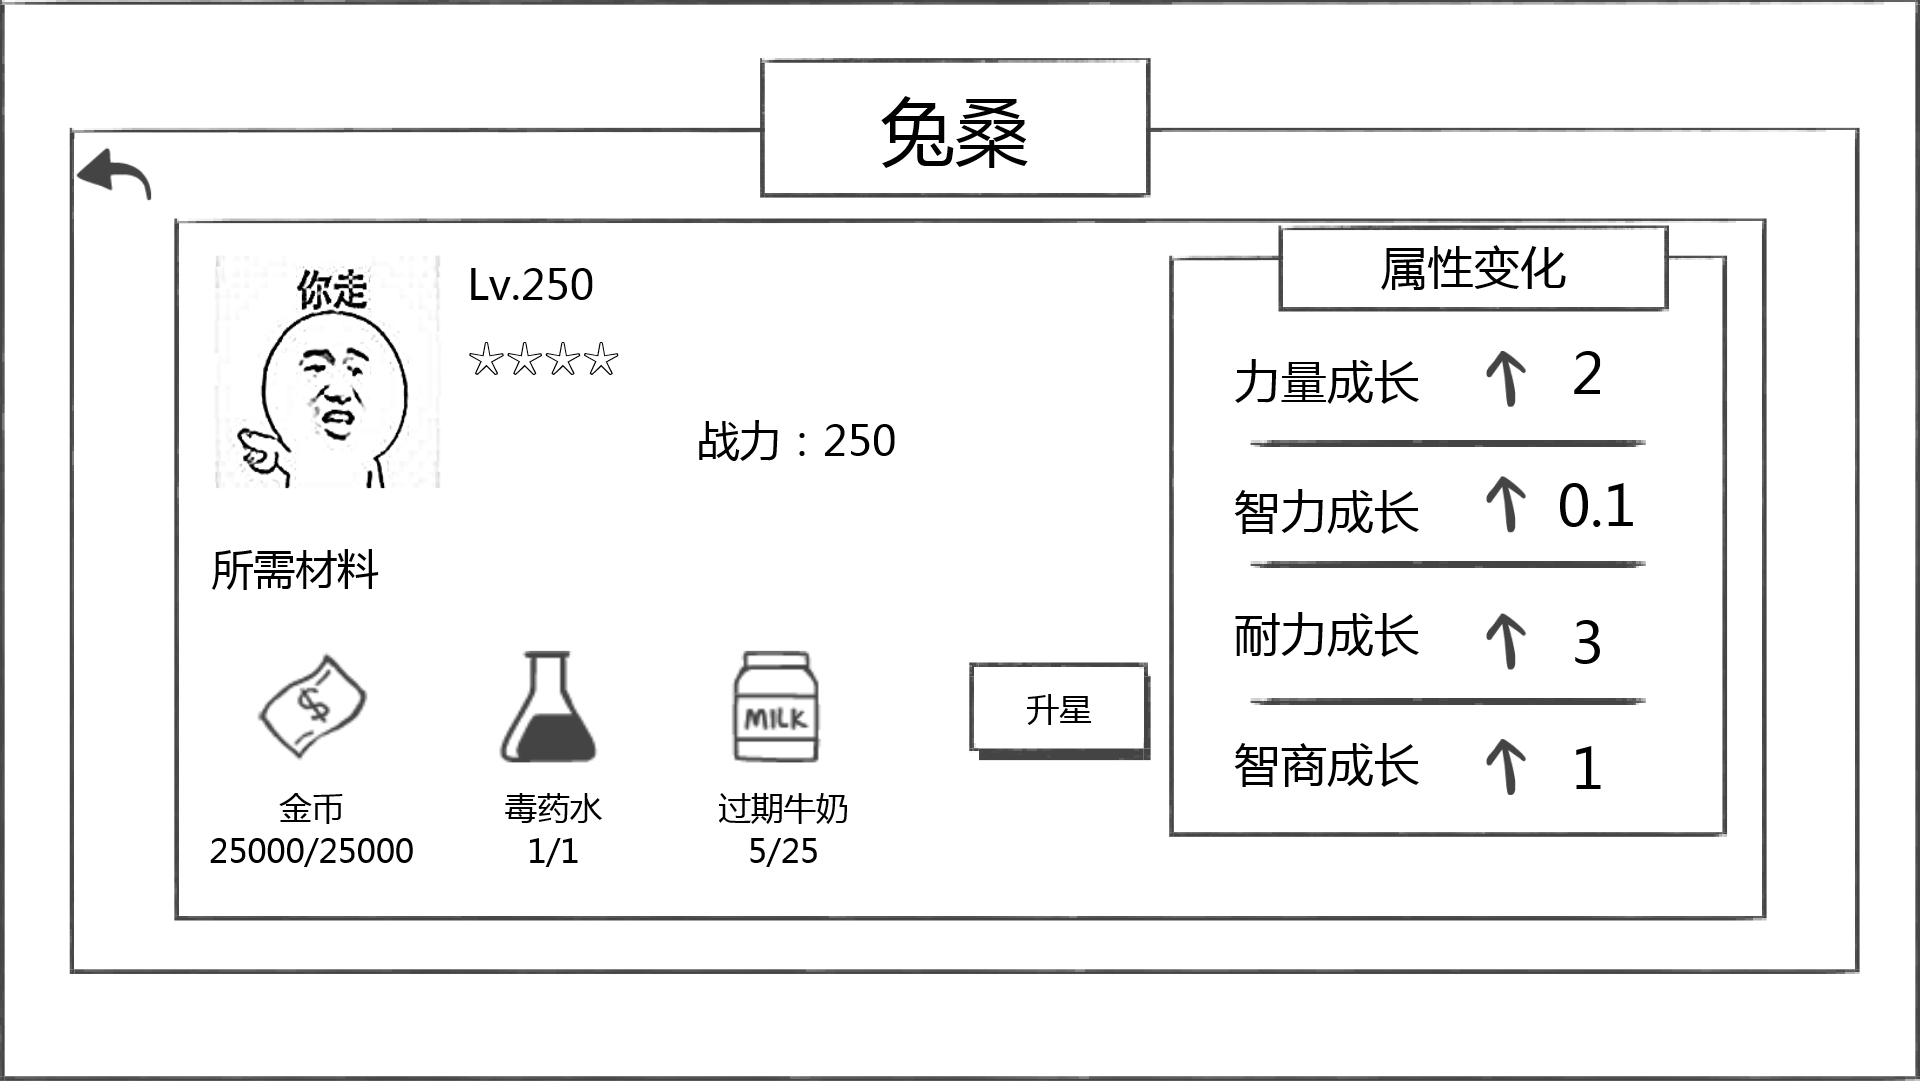 兔桑
你走
Lv.250
☆☆☆☆
战力：250
所需材料
金币
25000/25000
毒药水
1/1
MILK
过期牛奶
5/25
升星
属性变化
力量成长 ↑ 2
智力成长 ↑ 0.1
耐力成长 ↑ 3
智商成长 ↑ 1